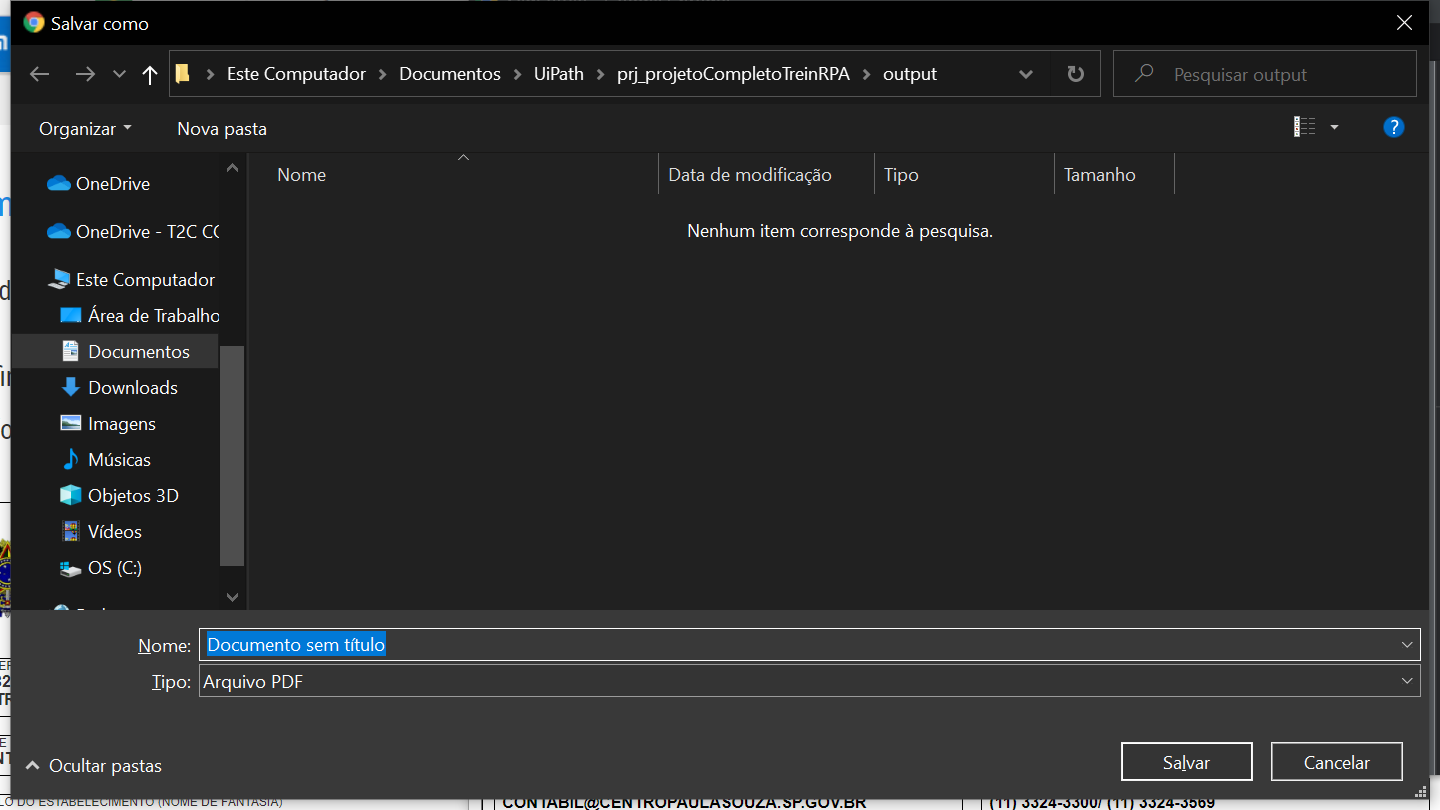 Salvar como
Este Computador
Documentos
UiPath
prj_projetoCompletoTreinRPA
output
Pesquisar output
Organizar
Nova pasta
Nome
Data de modificação
Tipo
Tamanho
Nenhum item corresponde à pesquisa.
OneDrive
OneDrive - T2C CO
Este Computador
Área de Trabalho
Documentos
Downloads
Imagens
Músicas
Objetos 3D
Vídeos
OS (C:)
Nome: Documento sem título
Tipo: Arquivo PDF
Ocultar pastas
Salvar
Cancelar
LO DO ESTABELECIMENTO (NOME DE FANTASIA)
CONTABIL@CENTROPAULASOUZA.SP.GOV.BR
(11) 3324-3300/ (11) 3324-3569